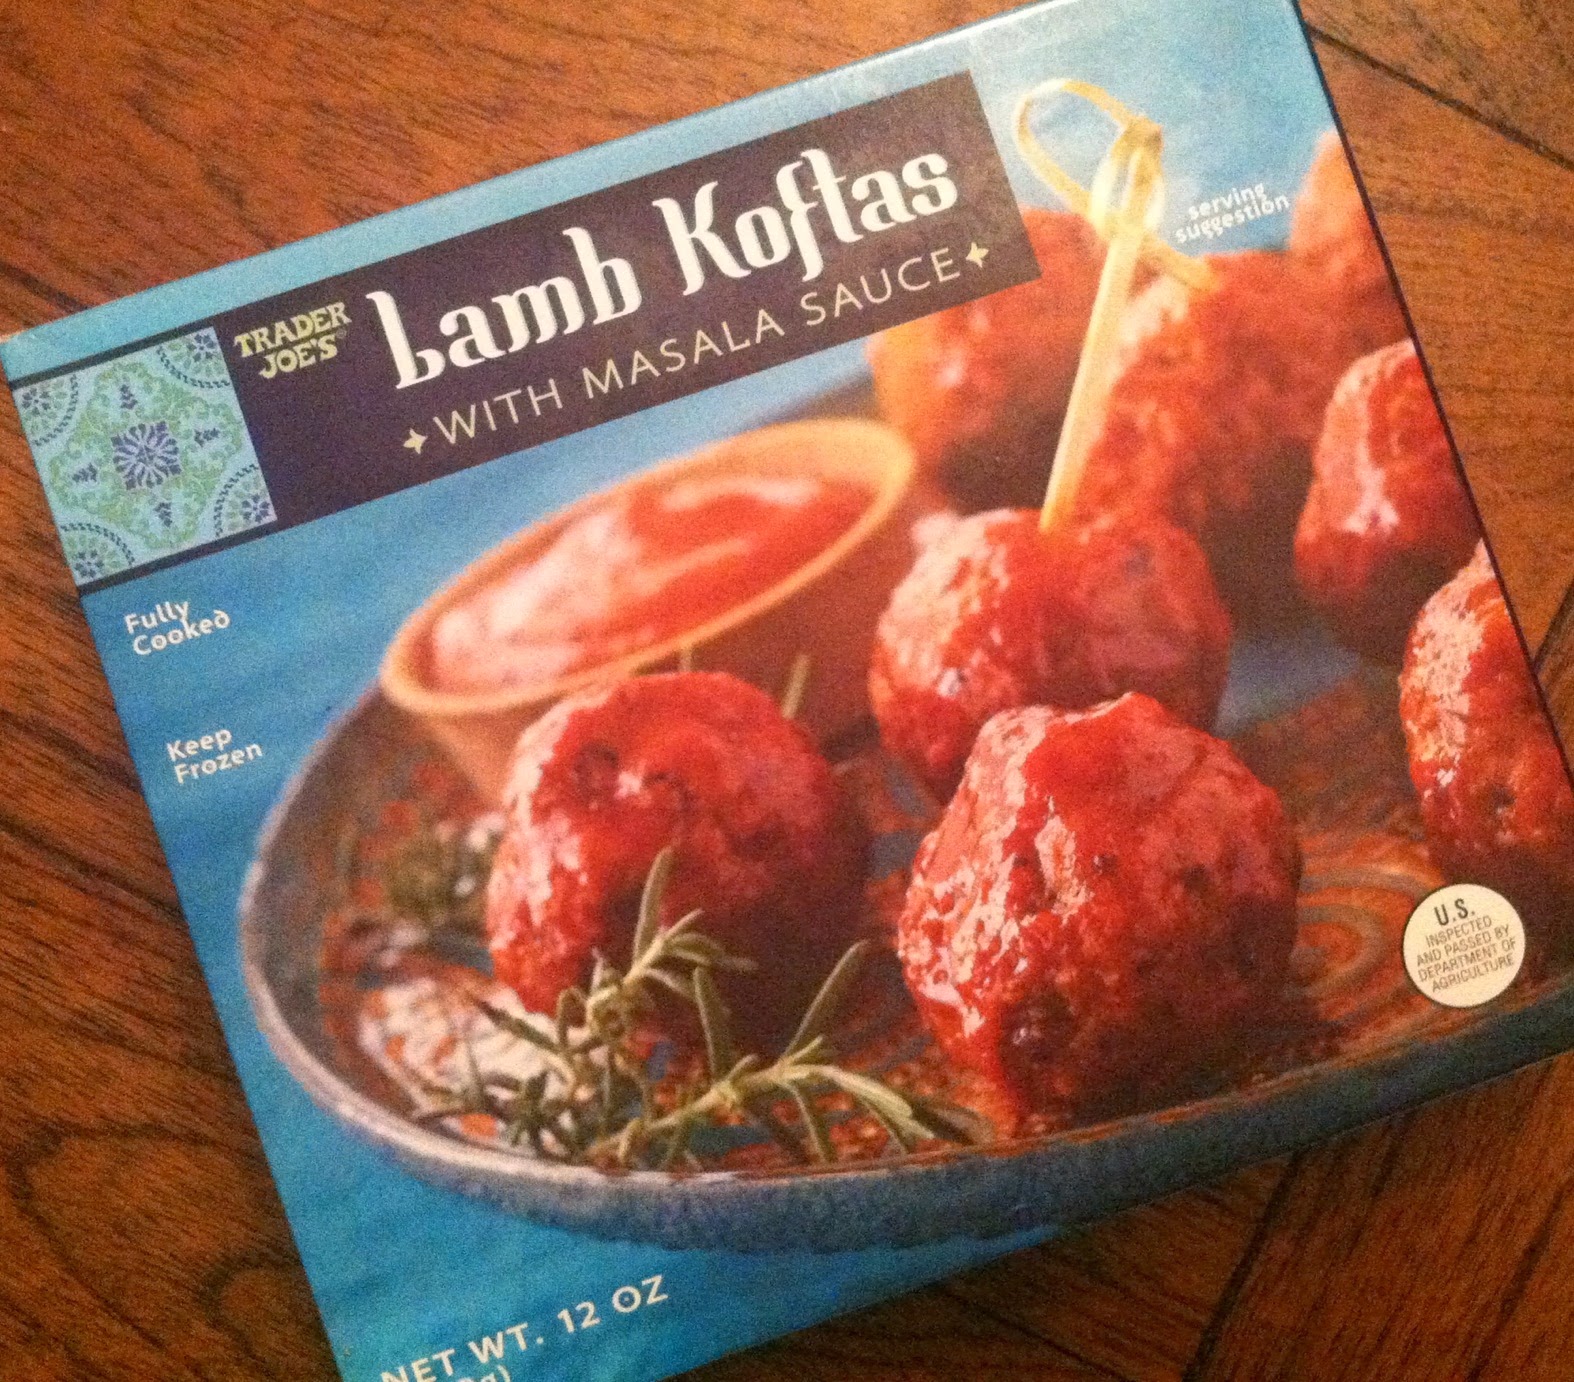 TRADER
JOE'S
Lamb Koftas
WITH MASALA SAUCE
serving
suggestion
Fully
Cooked
Keep
Frozen
U.S.
INSPECTED
AND PASSED BY
DEPARTMENT OF
AGRICULTURE
NET WT. 12 OZ